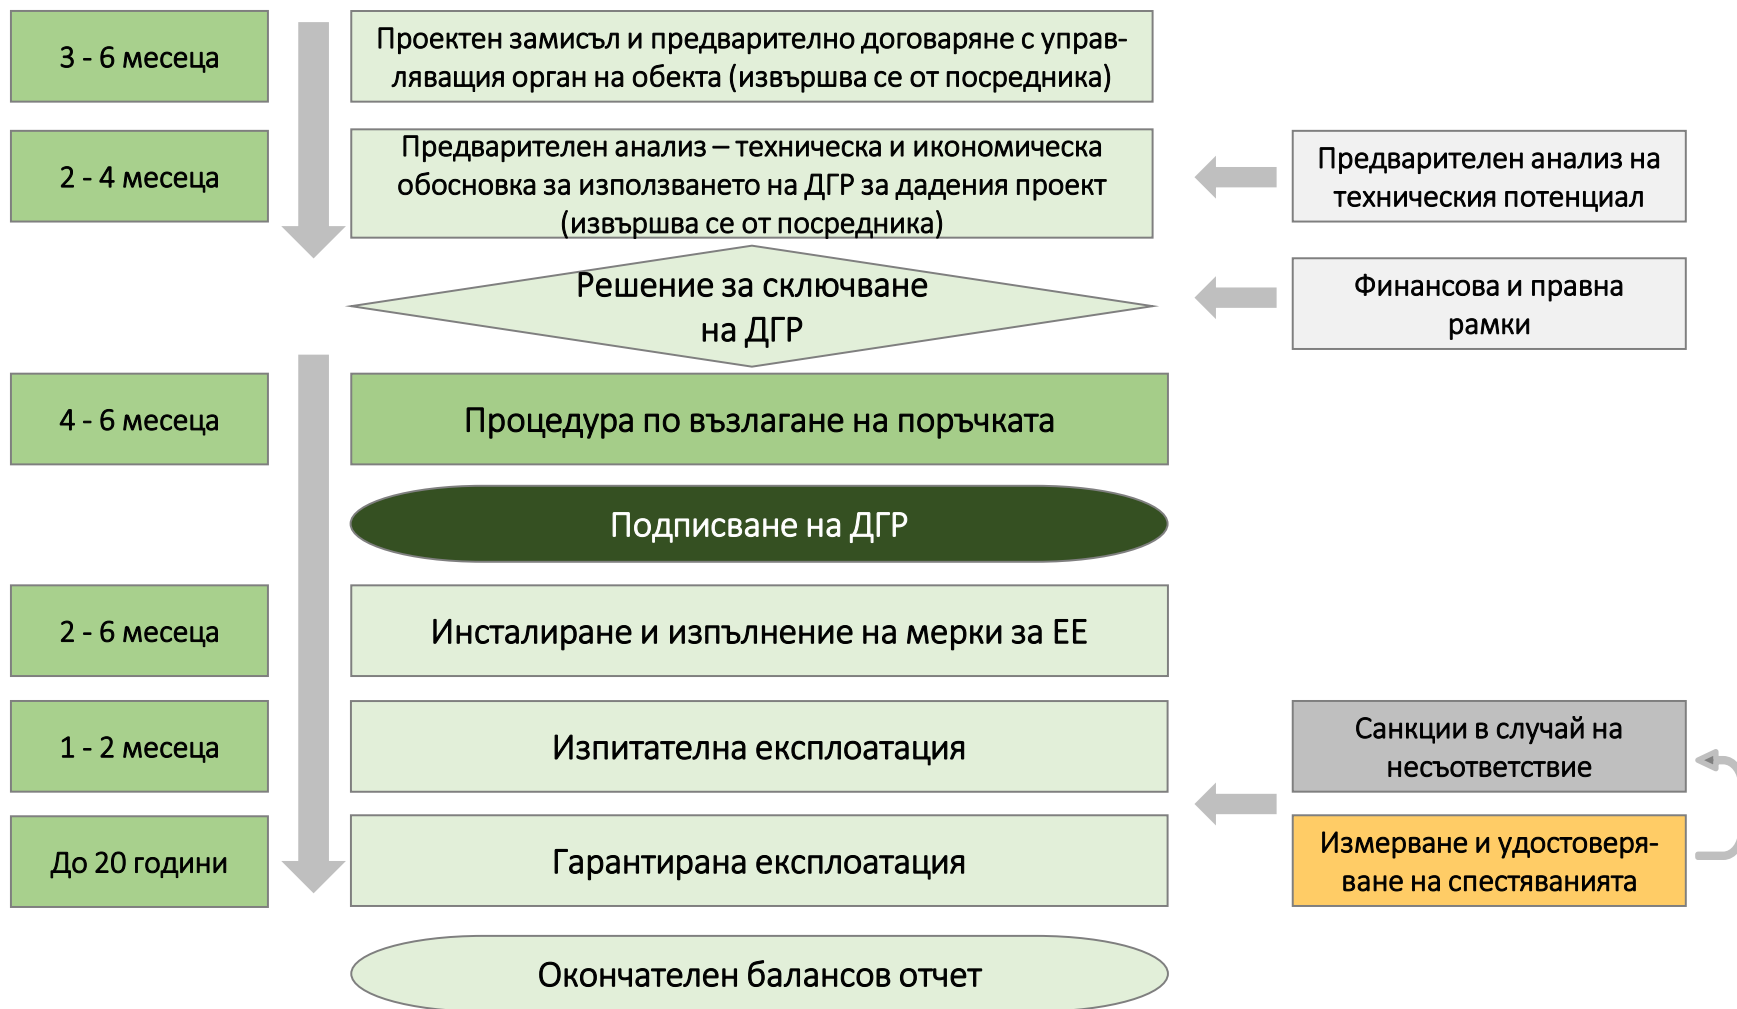 3 - 6 месеца
Проектен замисъл и предварително договаряне с управ-
ляващия орган на обекта (извършва се от посредника)
2 - 4 месеца
Предварителен анализ – техническа и икономическа
обосновка за използването на ДГР за дадения проект
(извършва се от посредника)
Предварителен анализ на
техническия потенциал
Решение за сключване
на ДГР
Финансова и правна
рамки
4 - 6 месеца
Процедура по възлагане на поръчката
Подписване на ДГР
2 - 6 месеца
Инсталиране и изпълнение на мерки за ЕЕ
1 - 2 месеца
Изпитателна експлоатация
Санкции в случай на
несъответствие
До 20 години
Гарантирана експлоатация
Измерване и удостоверя-
ване на спестяванията
Окончателен балансов отчет